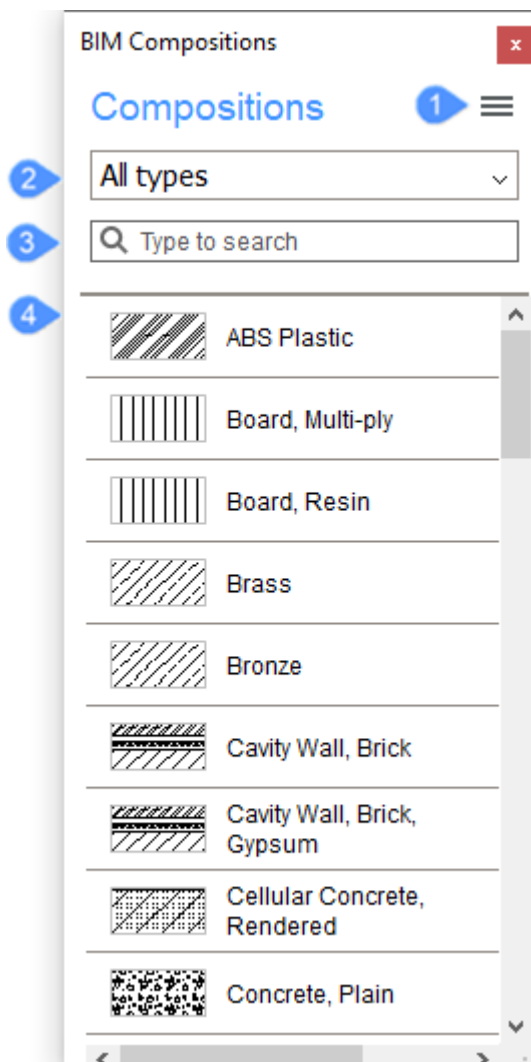 BIM Compositions
x
Compositions
1
2
All types
3
Type to search
4
ABS Plastic
Board, Multi-ply
Board, Resin
Brass
Bronze
Cavity Wall, Brick
Cavity Wall, Brick,
Gypsum
Cellular Concrete,
Rendered
Concrete, Plain